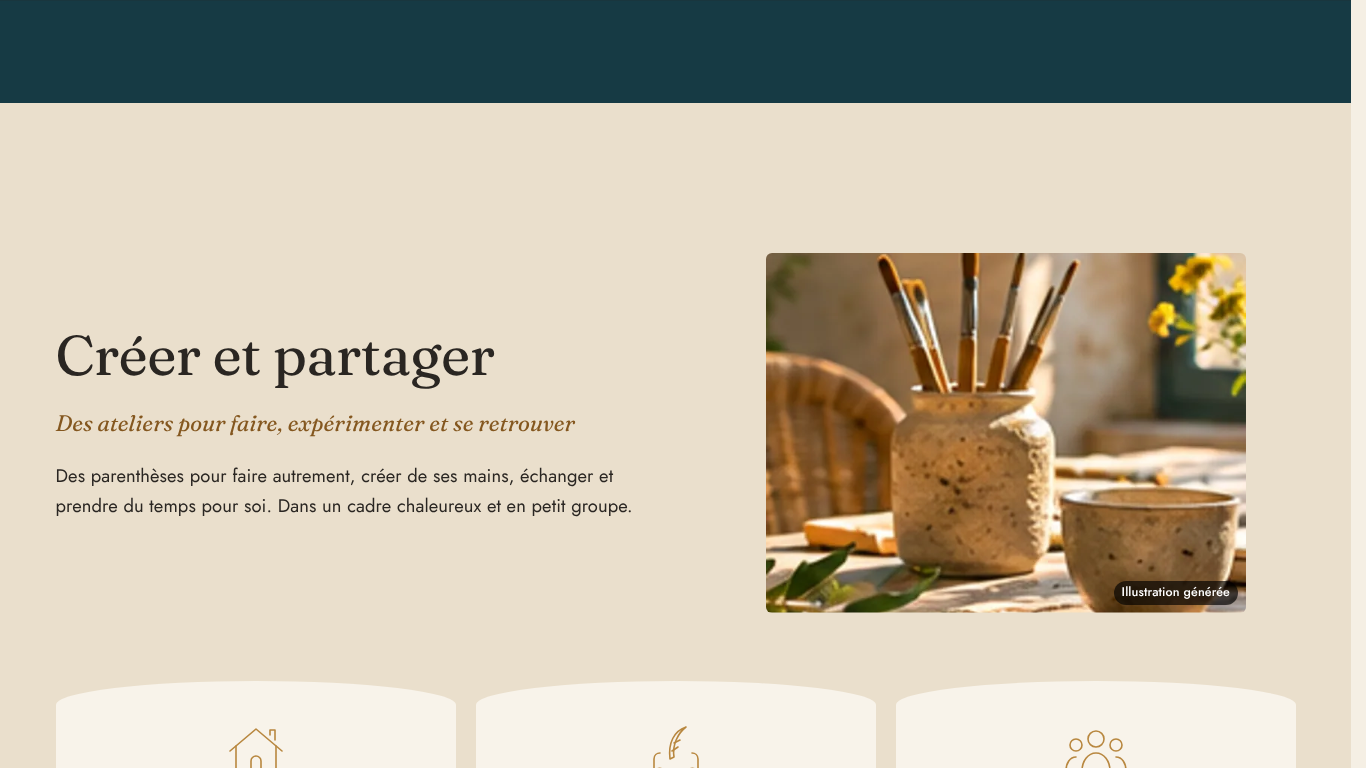 Créer et partager
Des ateliers pour faire, expérimenter et se retrouver
Des parenthèses pour faire autrement, créer de ses mains, échanger et
prendre du temps pour soi. Dans un cadre chaleureux et en petit groupe.
Illustration générée